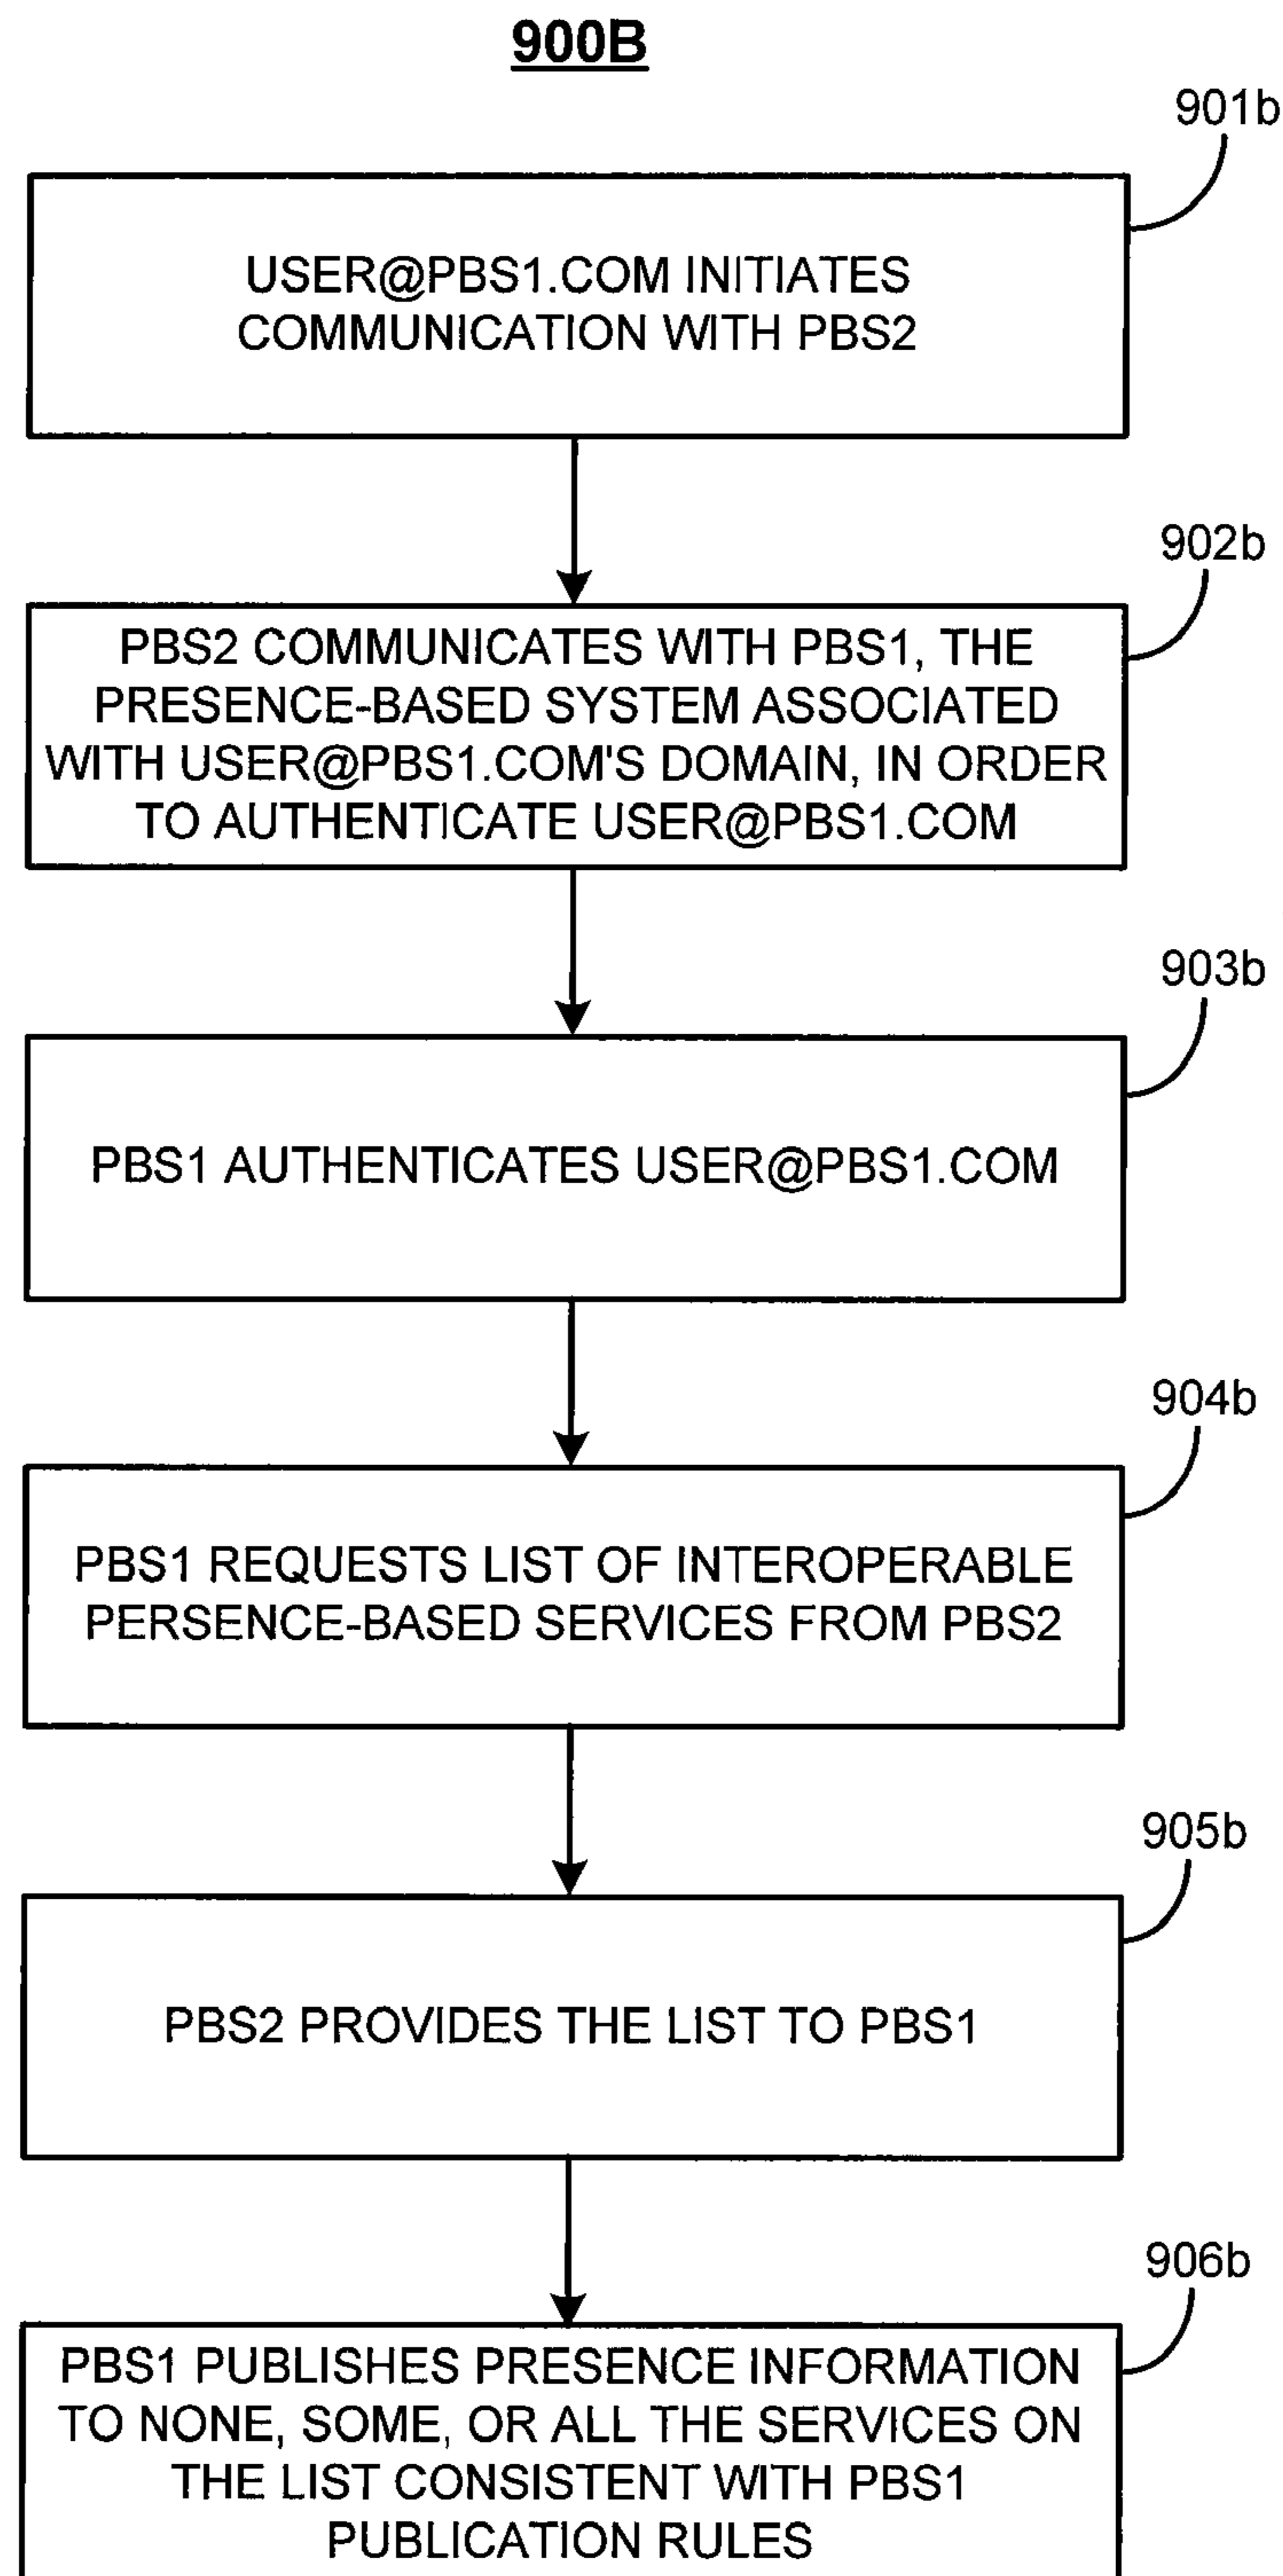 900B
901b
USER@PBS1.COM INITIATES
COMMUNICATION WITH PBS2
902b
PBS2 COMMUNICATES WITH PBS1, THE
PRESENCE-BASED SYSTEM ASSOCIATED
WITH USER@PBS1.COM'S DOMAIN, IN ORDER
TO AUTHENTICATE USER@PBS1.COM
903b
PBS1 AUTHENTICATES USER@PBS1.COM
904b
PBS1 REQUESTS LIST OF INTEROPERABLE
PERSENCE-BASED SERVICES FROM PBS2
905b
PBS2 PROVIDES THE LIST TO PBS1
906b
PBS1 PUBLISHES PRESENCE INFORMATION
TO NONE, SOME, OR ALL THE SERVICES ON
THE LIST CONSISTENT WITH PBS1
PUBLICATION RULES